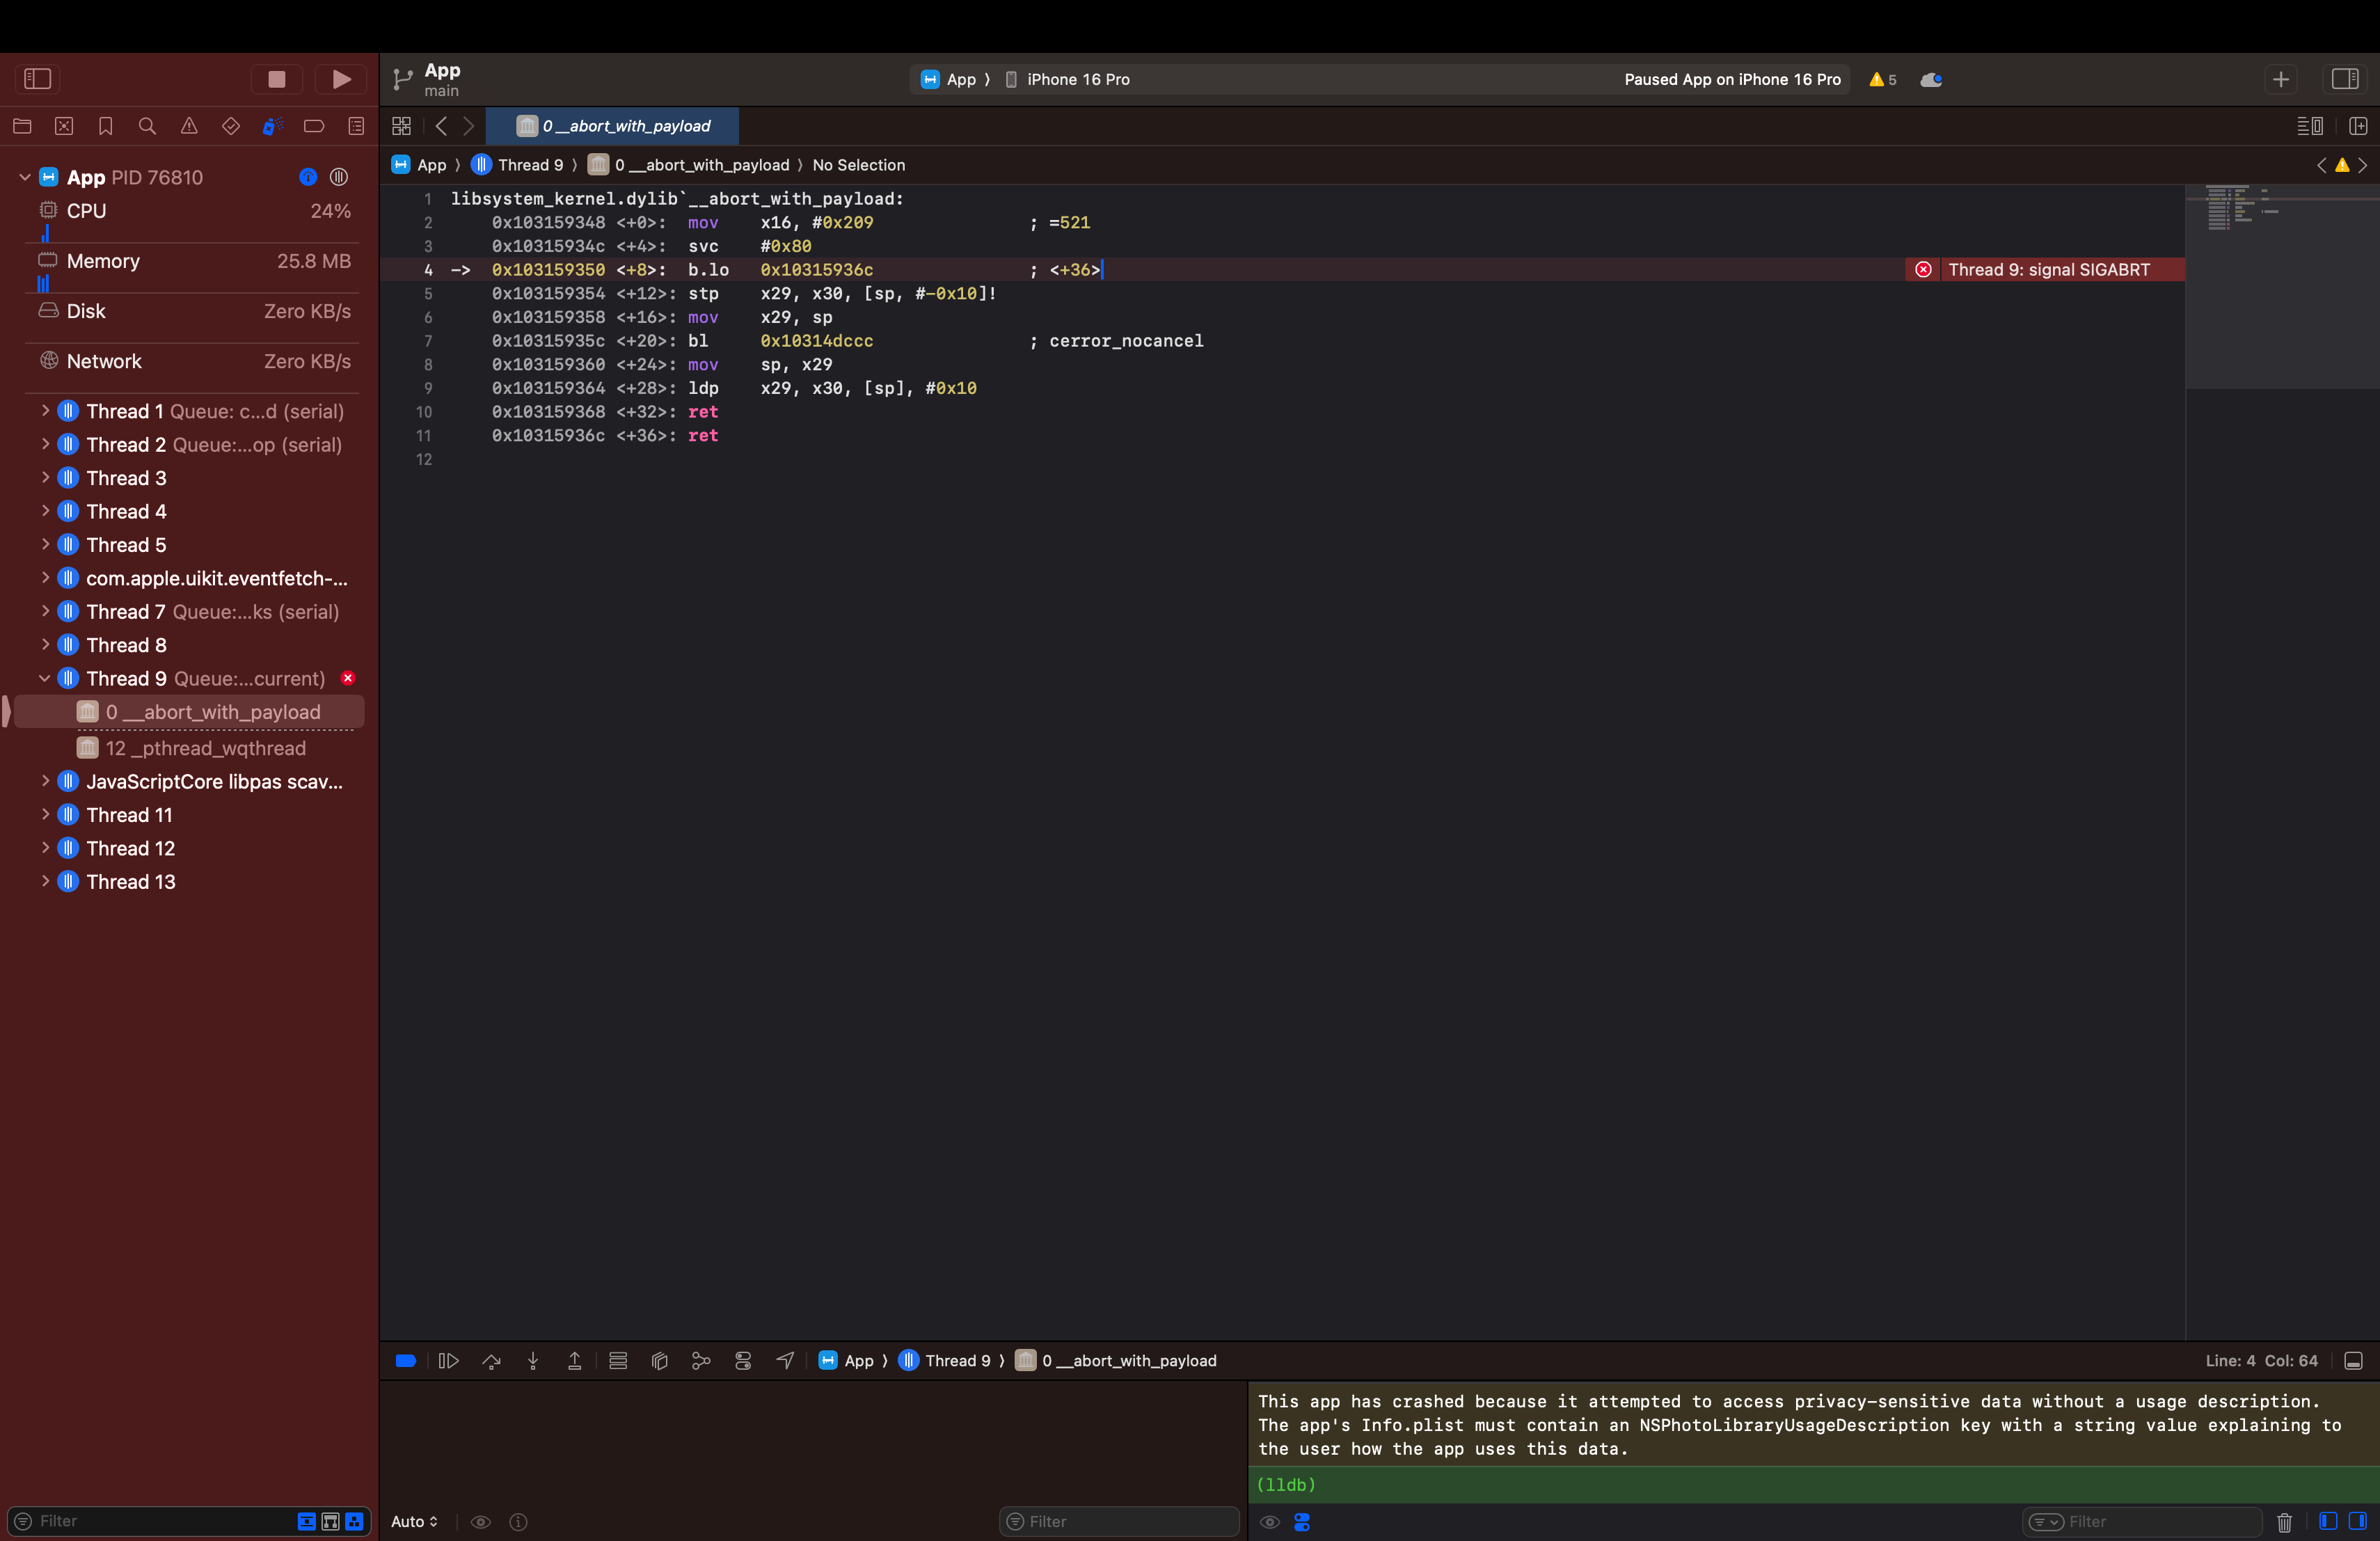 App
main
App
iPhone 16 Pro
Paused App on iPhone 16 Pro
5
0 __abort_with_payload
App PID 76810
CPU 24%
Memory 25.8 MB
Disk Zero KB/s
Network Zero KB/s
Thread 1 Queue: c...d (serial)
Thread 2 Queue:...op (serial)
Thread 3
Thread 4
Thread 5
com.apple.uikit.eventfetch-...
Thread 7 Queue:...ks (serial)
Thread 8
Thread 9 Queue:...current)
0 __abort_with_payload
12 _pthread_wqthread
JavaScriptCore libpas scav...
Thread 11
Thread 12
Thread 13
Filter
App 〉 Thread 9 〉 0 __abort_with_payload 〉 No Selection
1 libsystem_kernel.dylib`__abort_with_payload:
2 0x103159348 <+0>: mov x16, #0x209 ; =521
3 0x10315934c <+4>: svc #0x80
4 -> 0x103159350 <+8>: b.lo 0x10315936c ; <+36>
Thread 9: signal SIGABRT
5 0x103159354 <+12>: stp x29, x30, [sp, #-0x10]!
6 0x103159358 <+16>: mov x29, sp
7 0x10315935c <+20>: bl 0x10314dccc ; cerror_nocancel
8 0x103159360 <+24>: mov sp, x29
9 0x103159364 <+28>: ldp x29, x30, [sp], #0x10
10 0x103159368 <+32>: ret
11 0x10315936c <+36>: ret
12
App 〉 Thread 9 〉 0 __abort_with_payload
Line: 4 Col: 64
Auto
Filter
This app has crashed because it attempted to access privacy-sensitive data without a usage description.
The app's Info.plist must contain an NSPhotoLibraryUsageDescription key with a string value explaining to
the user how the app uses this data.
(lldb)
Filter